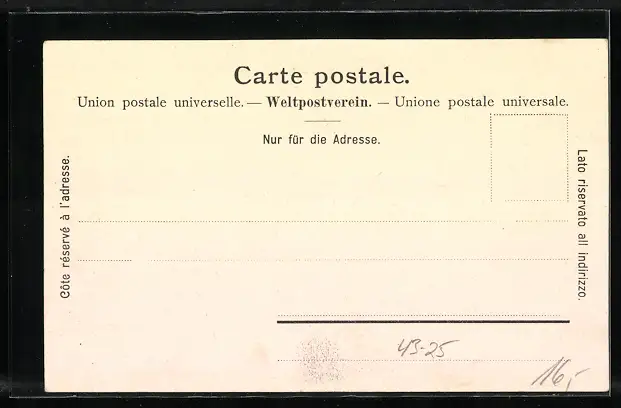 Carte postale.
Union postale universelle. — Weltpostverein. — Unione postale universale.
Nur für die Adresse.
Côte réservé à l'adresse.
Lato riservato all indirizzo.
43-25
16,-